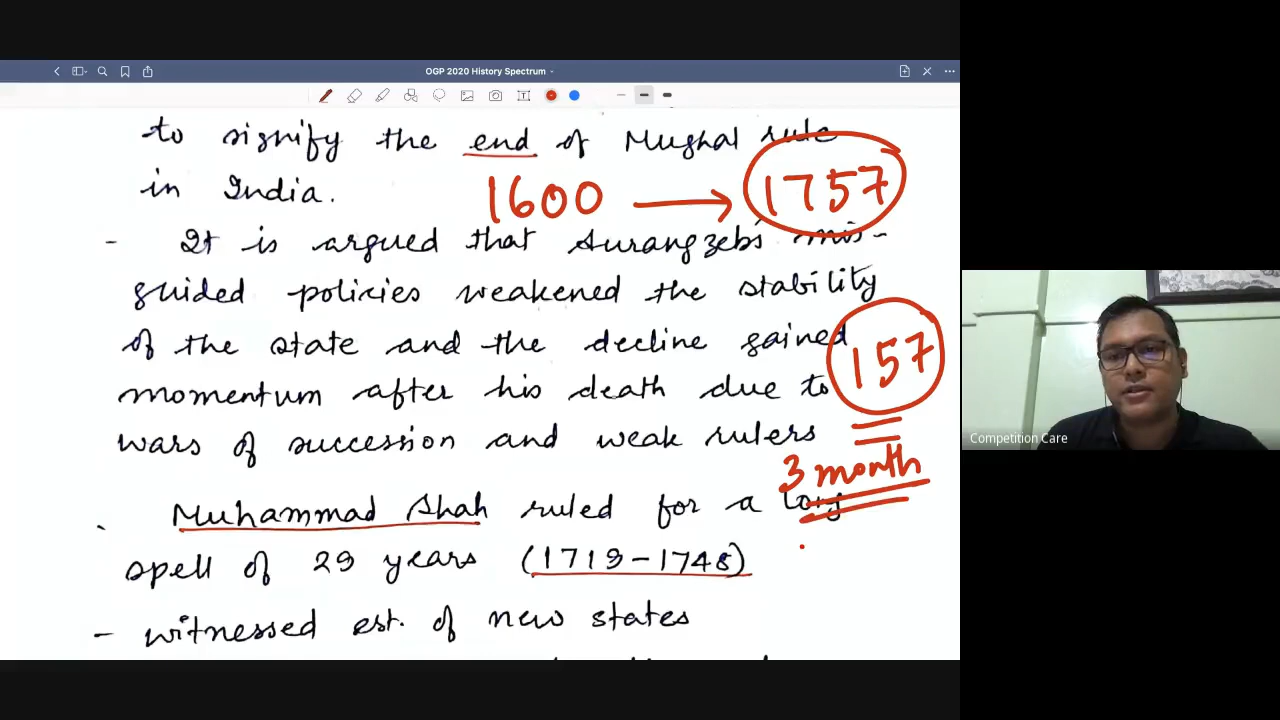 OGP 2020 History Spectrum
to signify the end of Mughal rule
in India.
1600 → 1757
- It is argued that Aurangzeb's mis-
guided policies weakened the stability
of the state and the decline gained
157
momentum after his death due to
wars of succession and weak rulers
3 month
Muhammad Shah ruled for a long
spell of 29 years (1719-1748)
- witnessed est. of new states
Competition Care